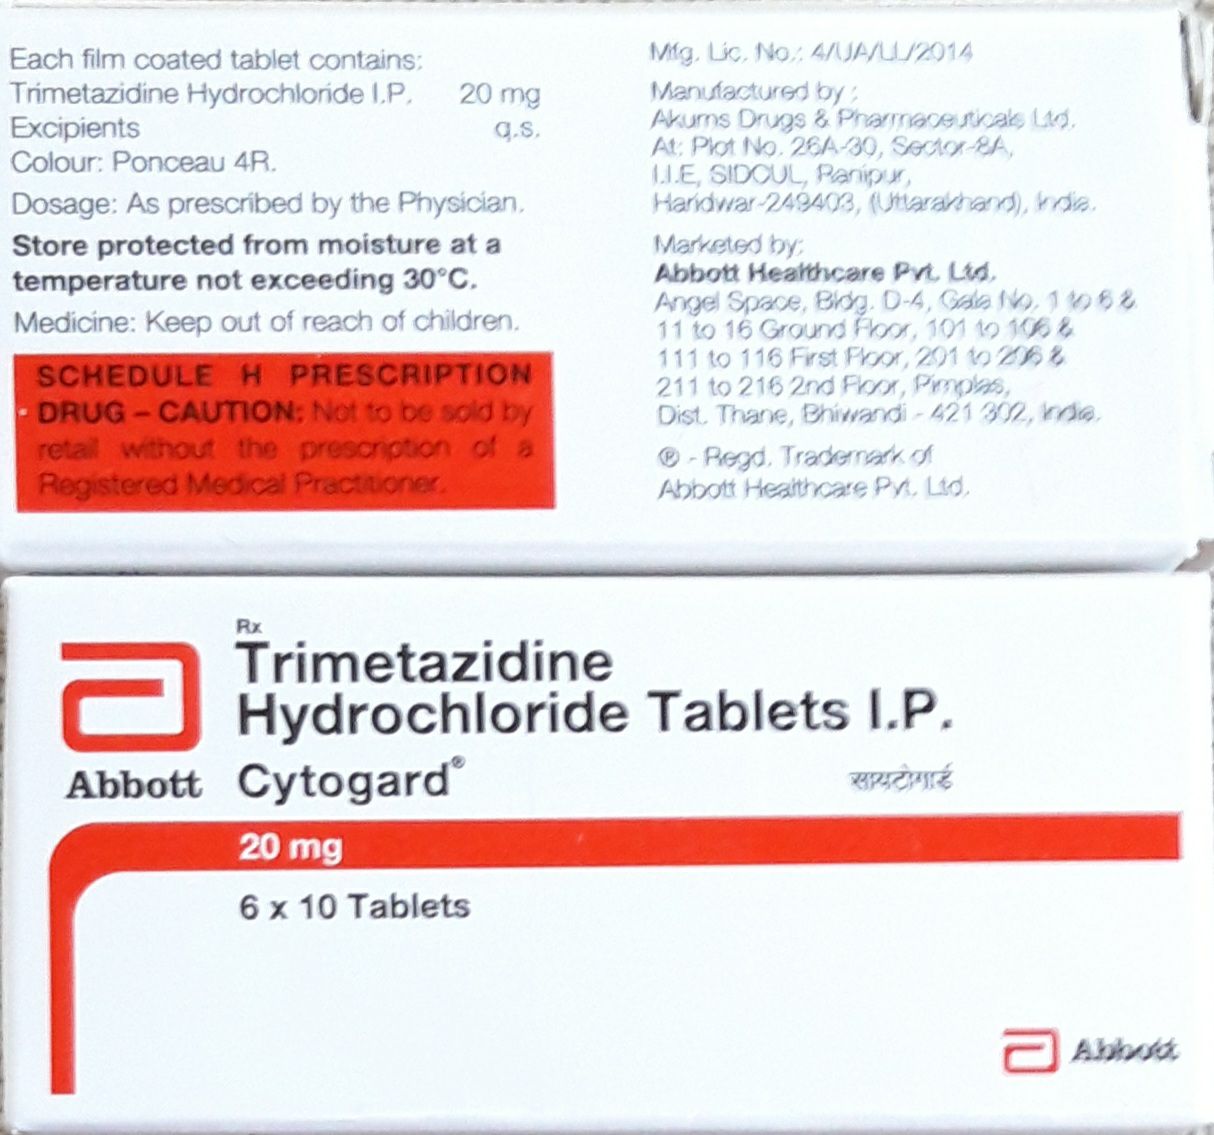 Each film coated tablet contains:
Trimetazidine Hydrochloride I.P. 20 mg
Excipients q.s.
Colour: Ponceau 4R.
Dosage: As prescribed by the Physician.
Store protected from moisture at a
temperature not exceeding 30°C.
Medicine: Keep out of reach of children.
SCHEDULE H PRESCRIPTION
DRUG – CAUTION: Not to be sold by
retail without the prescription of a
Registered Medical Practitioner.
Mfg. Lic. No.: 4/UA/LL/2014
Manufactured by :
Akums Drugs & Pharmaceuticals Ltd.
At: Plot No. 26A-30, Sector-8A,
I.I.E, SIDCUL, Ranipur,
Haridwar-249403, (Uttarakhand), India.
Marketed by:
Abbott Healthcare Pvt. Ltd.
Angel Space, Bldg. D-4, Gala No. 1 to 6 &
11 to 16 Ground Floor, 101 to 106 &
111 to 116 First Floor, 201 to 206 &
211 to 216 2nd Floor, Pimplas,
Dist. Thane, Bhiwandi - 421 302, India.
® - Regd. Trademark of
Abbott Healthcare Pvt. Ltd.
Rx
Trimetazidine
Hydrochloride Tablets I.P.
Abbott
Cytogard®
सायटोगार्ड
20 mg
6 x 10 Tablets
Abbott